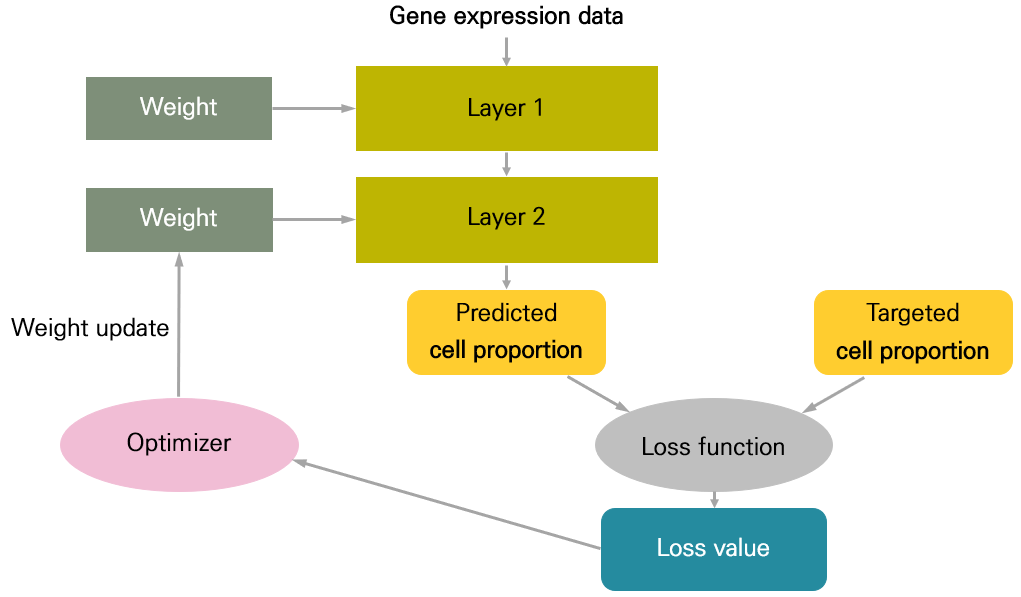 Gene expression data
Weight
Layer 1
Weight
Layer 2
Weight update
Predicted
cell proportion
Targeted
cell proportion
Optimizer
Loss function
Loss value